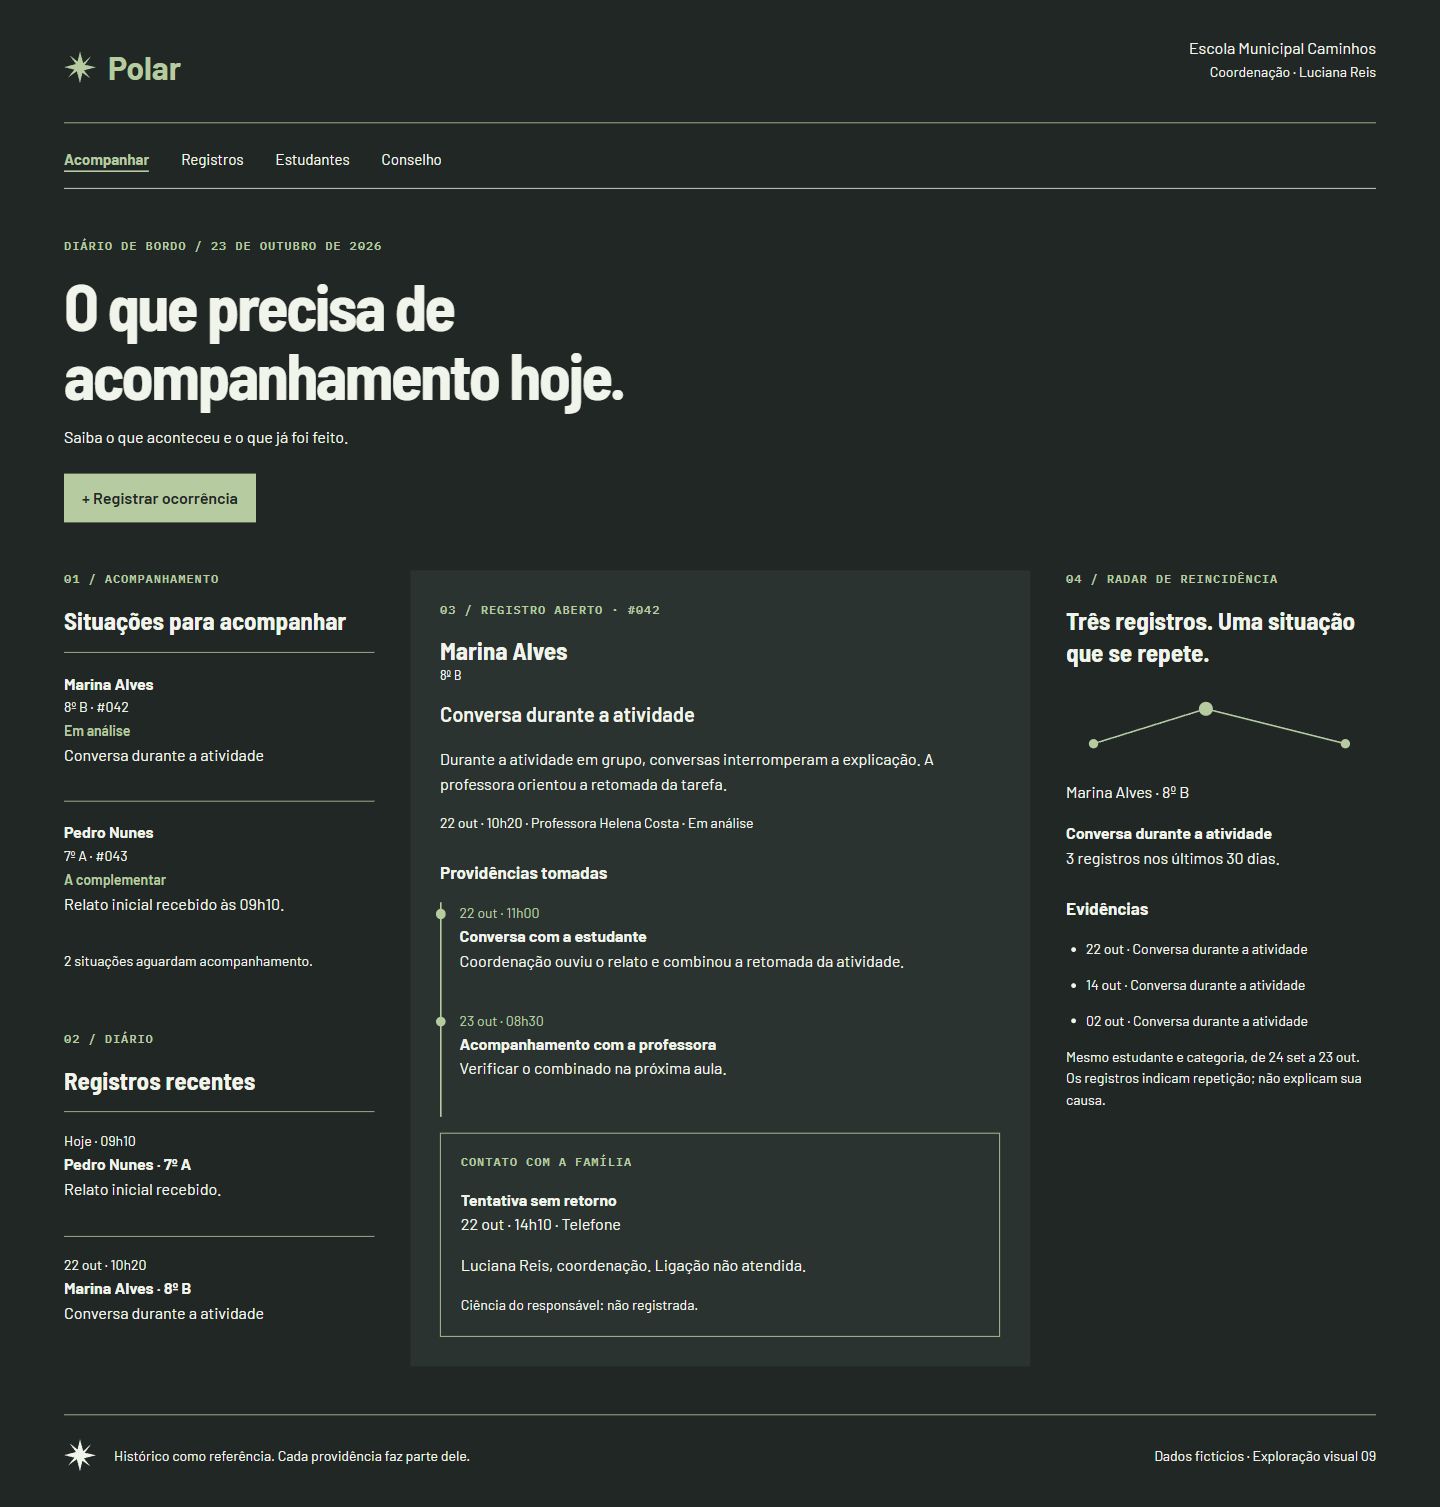 Polar
Escola Municipal Caminhos
Coordenação · Luciana Reis
Acompanhar
Registros
Estudantes
Conselho
DIÁRIO DE BORDO / 23 DE OUTUBRO DE 2026
O que precisa de
acompanhamento hoje.
Saiba o que aconteceu e o que já foi feito.
+ Registrar ocorrência
01 / ACOMPANHAMENTO
Situações para acompanhar
Marina Alves
8º B · #042
Em análise
Conversa durante a atividade
Pedro Nunes
7º A · #043
A complementar
Relato inicial recebido às 09h10.
2 situações aguardam acompanhamento.
02 / DIÁRIO
Registros recentes
Hoje · 09h10
Pedro Nunes · 7º A
Relato inicial recebido.
22 out · 10h20
Marina Alves · 8º B
Conversa durante a atividade
03 / REGISTRO ABERTO · #042
Marina Alves
8º B
Conversa durante a atividade
Durante a atividade em grupo, conversas interromperam a explicação. A
professora orientou a retomada da tarefa.
22 out · 10h20 · Professora Helena Costa · Em análise
Providências tomadas
22 out · 11h00
Conversa com a estudante
Coordenação ouviu o relato e combinou a retomada da atividade.
23 out · 08h30
Acompanhamento com a professora
Verificar o combinado na próxima aula.
CONTATO COM A FAMÍLIA
Tentativa sem retorno
22 out · 14h10 · Telefone
Luciana Reis, coordenação. Ligação não atendida.
Ciência do responsável: não registrada.
04 / RADAR DE REINCIDÊNCIA
Três registros. Uma situação
que se repete.
Marina Alves · 8º B
Conversa durante a atividade
3 registros nos últimos 30 dias.
Evidências
• 22 out · Conversa durante a atividade
• 14 out · Conversa durante a atividade
• 02 out · Conversa durante a atividade
Mesmo estudante e categoria, de 24 set a 23 out.
Os registros indicam repetição; não explicam sua
causa.
Histórico como referência. Cada providência faz parte dele.
Dados fictícios · Exploração visual 09